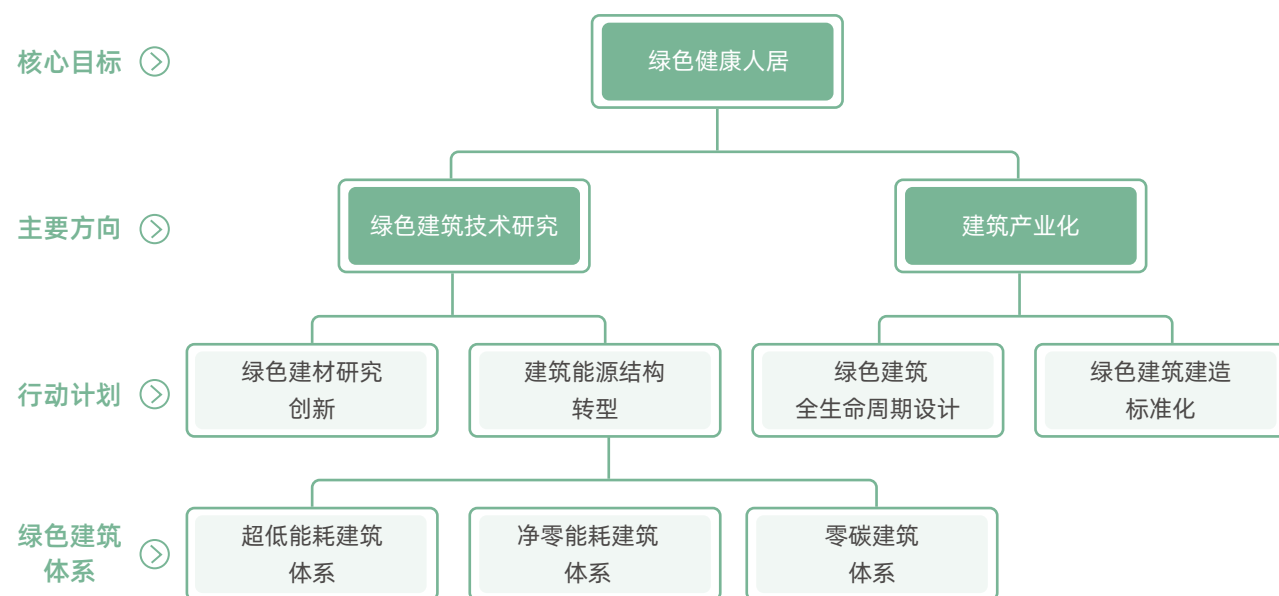 核心目标
绿色健康人居
主要方向
绿色建筑技术研究
建筑产业化
行动计划
绿色建材研究
创新
建筑能源结构
转型
绿色建筑
全生命周期设计
绿色建筑建造
标准化
绿色建筑
体系
超低能耗建筑
体系
净零能耗建筑
体系
零碳建筑
体系